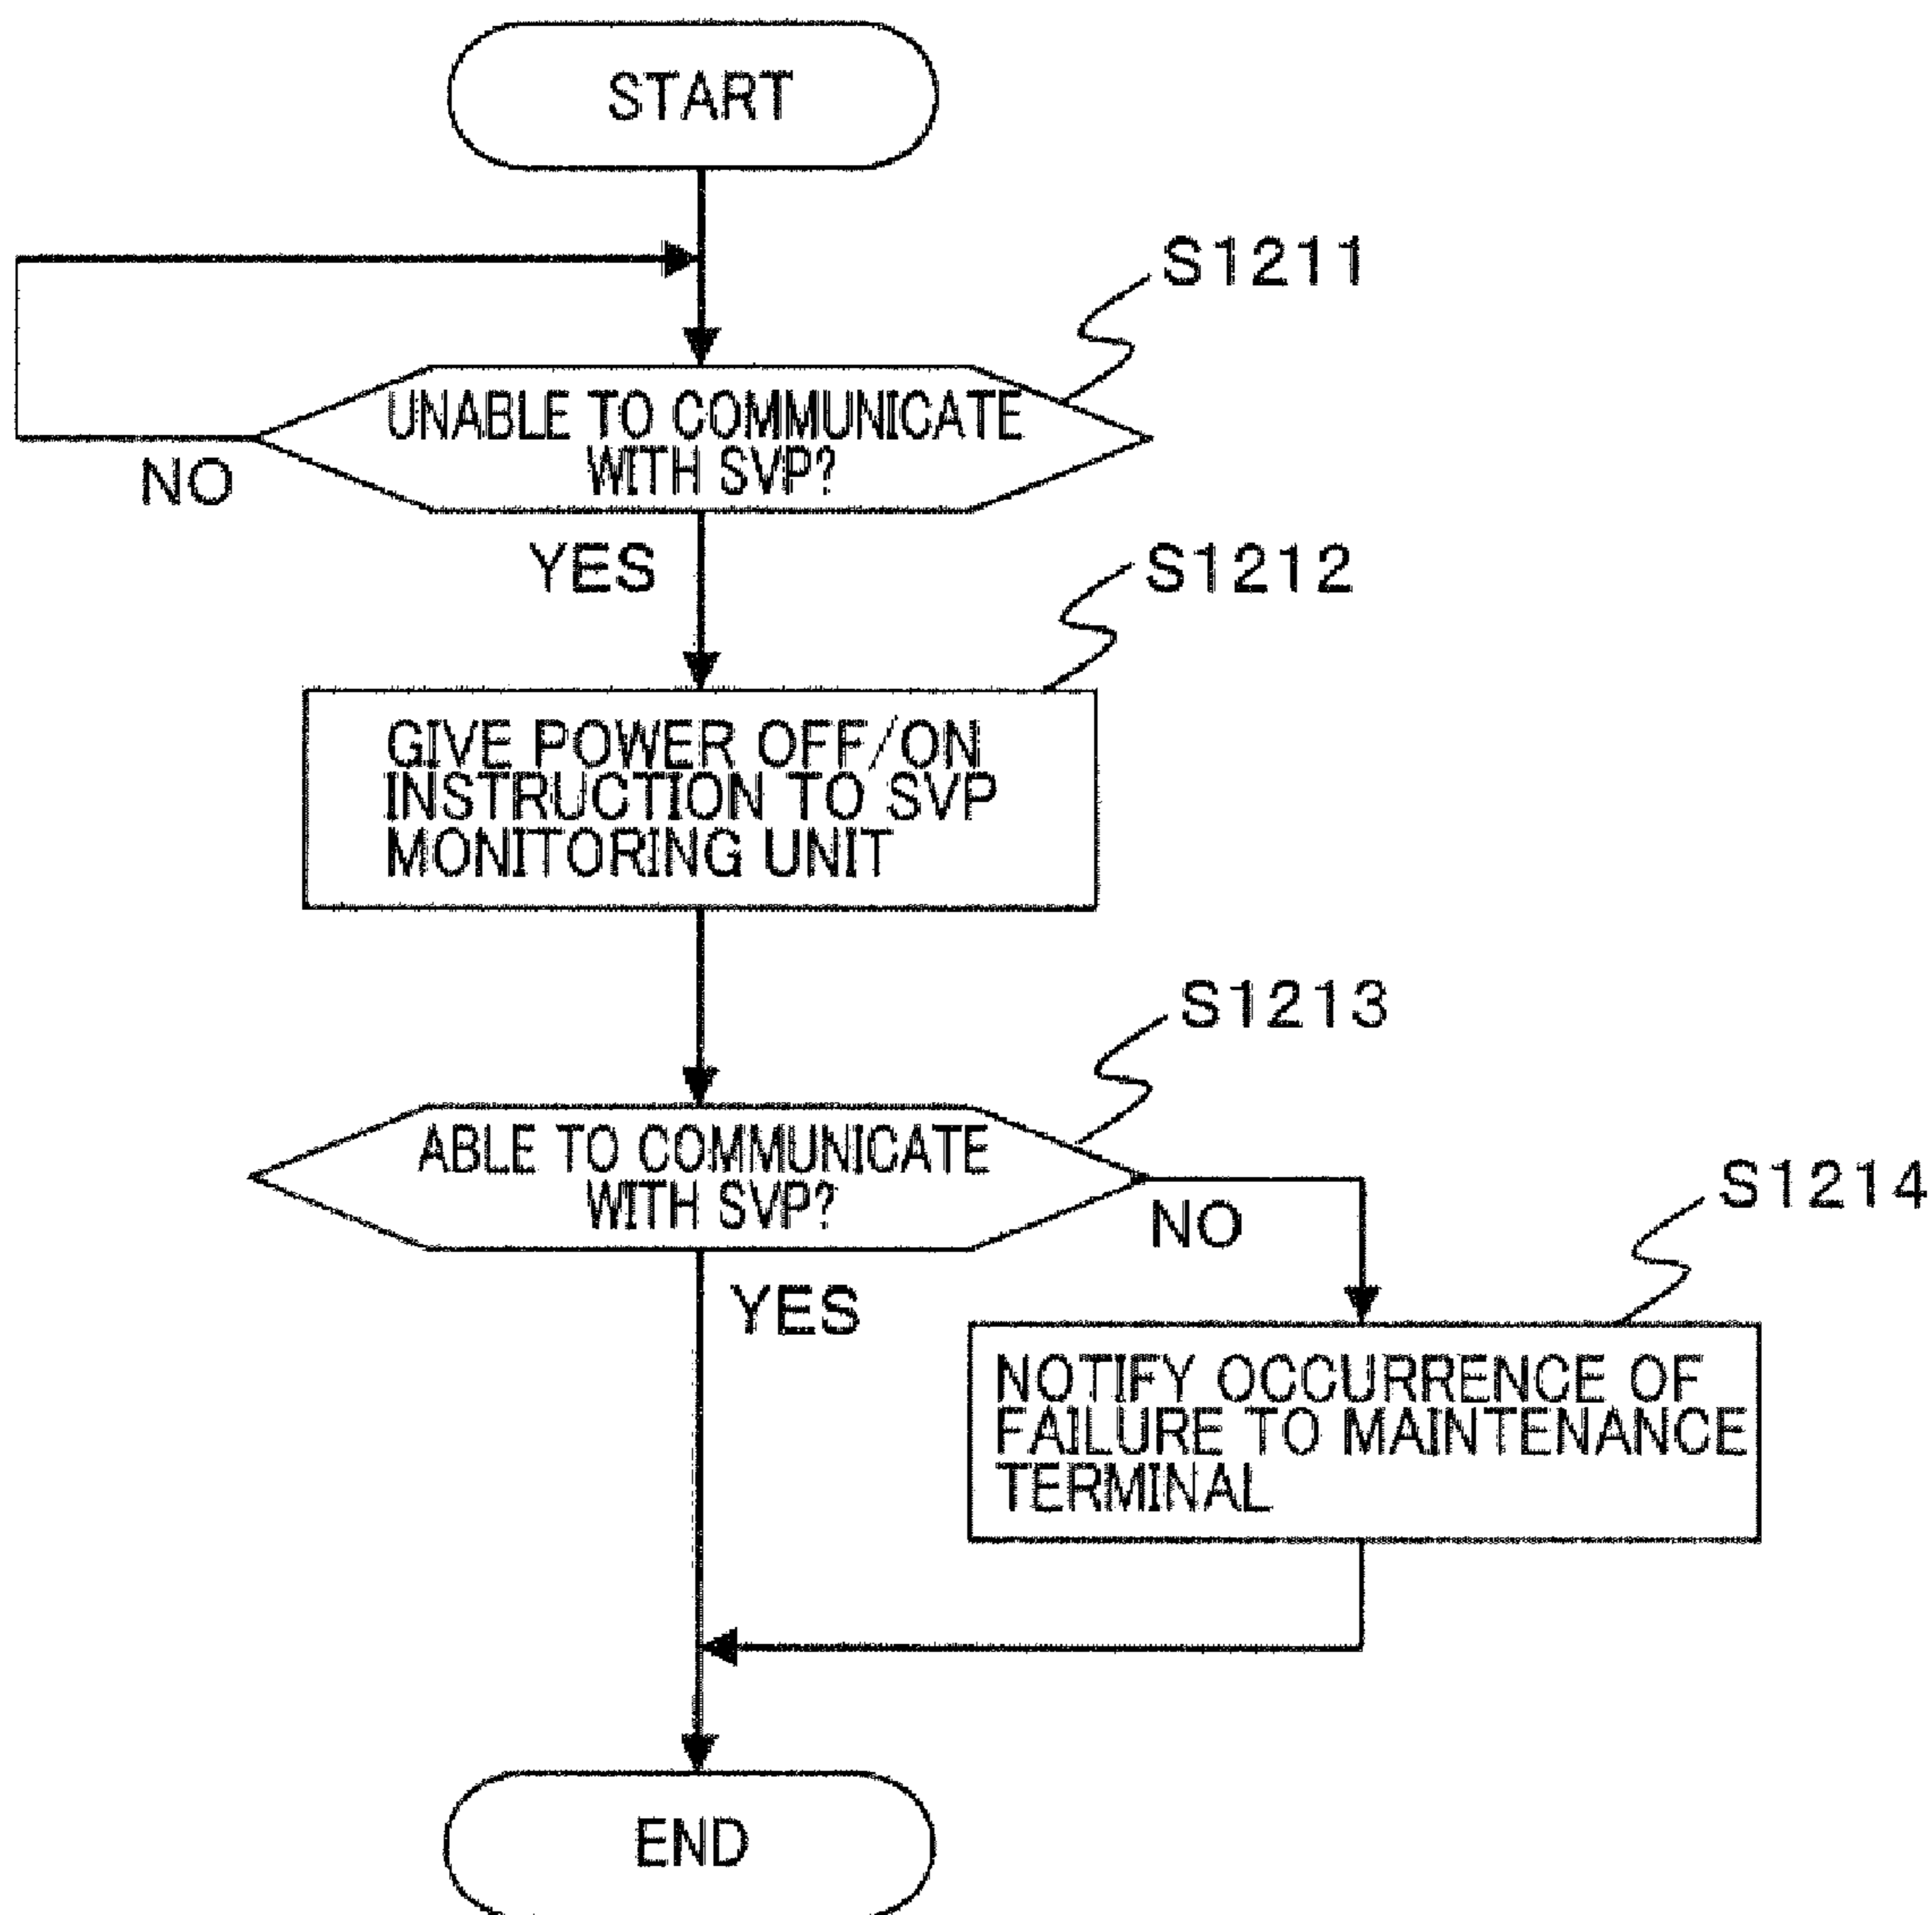 START
S1211
UNABLE TO COMMUNICATE
WITH SVP?
NO
YES
S1212
GIVE POWER OFF/ON
INSTRUCTION TO SVP
MONITORING UNIT
S1213
ABLE TO COMMUNICATE
WITH SVP?
NO
YES
S1214
NOTIFY OCCURRENCE OF
FAILURE TO MAINTENANCE
TERMINAL
END